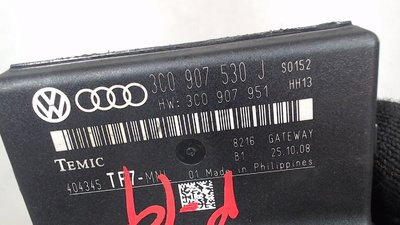 3C0 907 530 J S0152
HW: 3C0 907 951 HH13
8216 GATEWAY
TEMIC B1 25.10.08
404345 TF7- 01 Made in Philippines